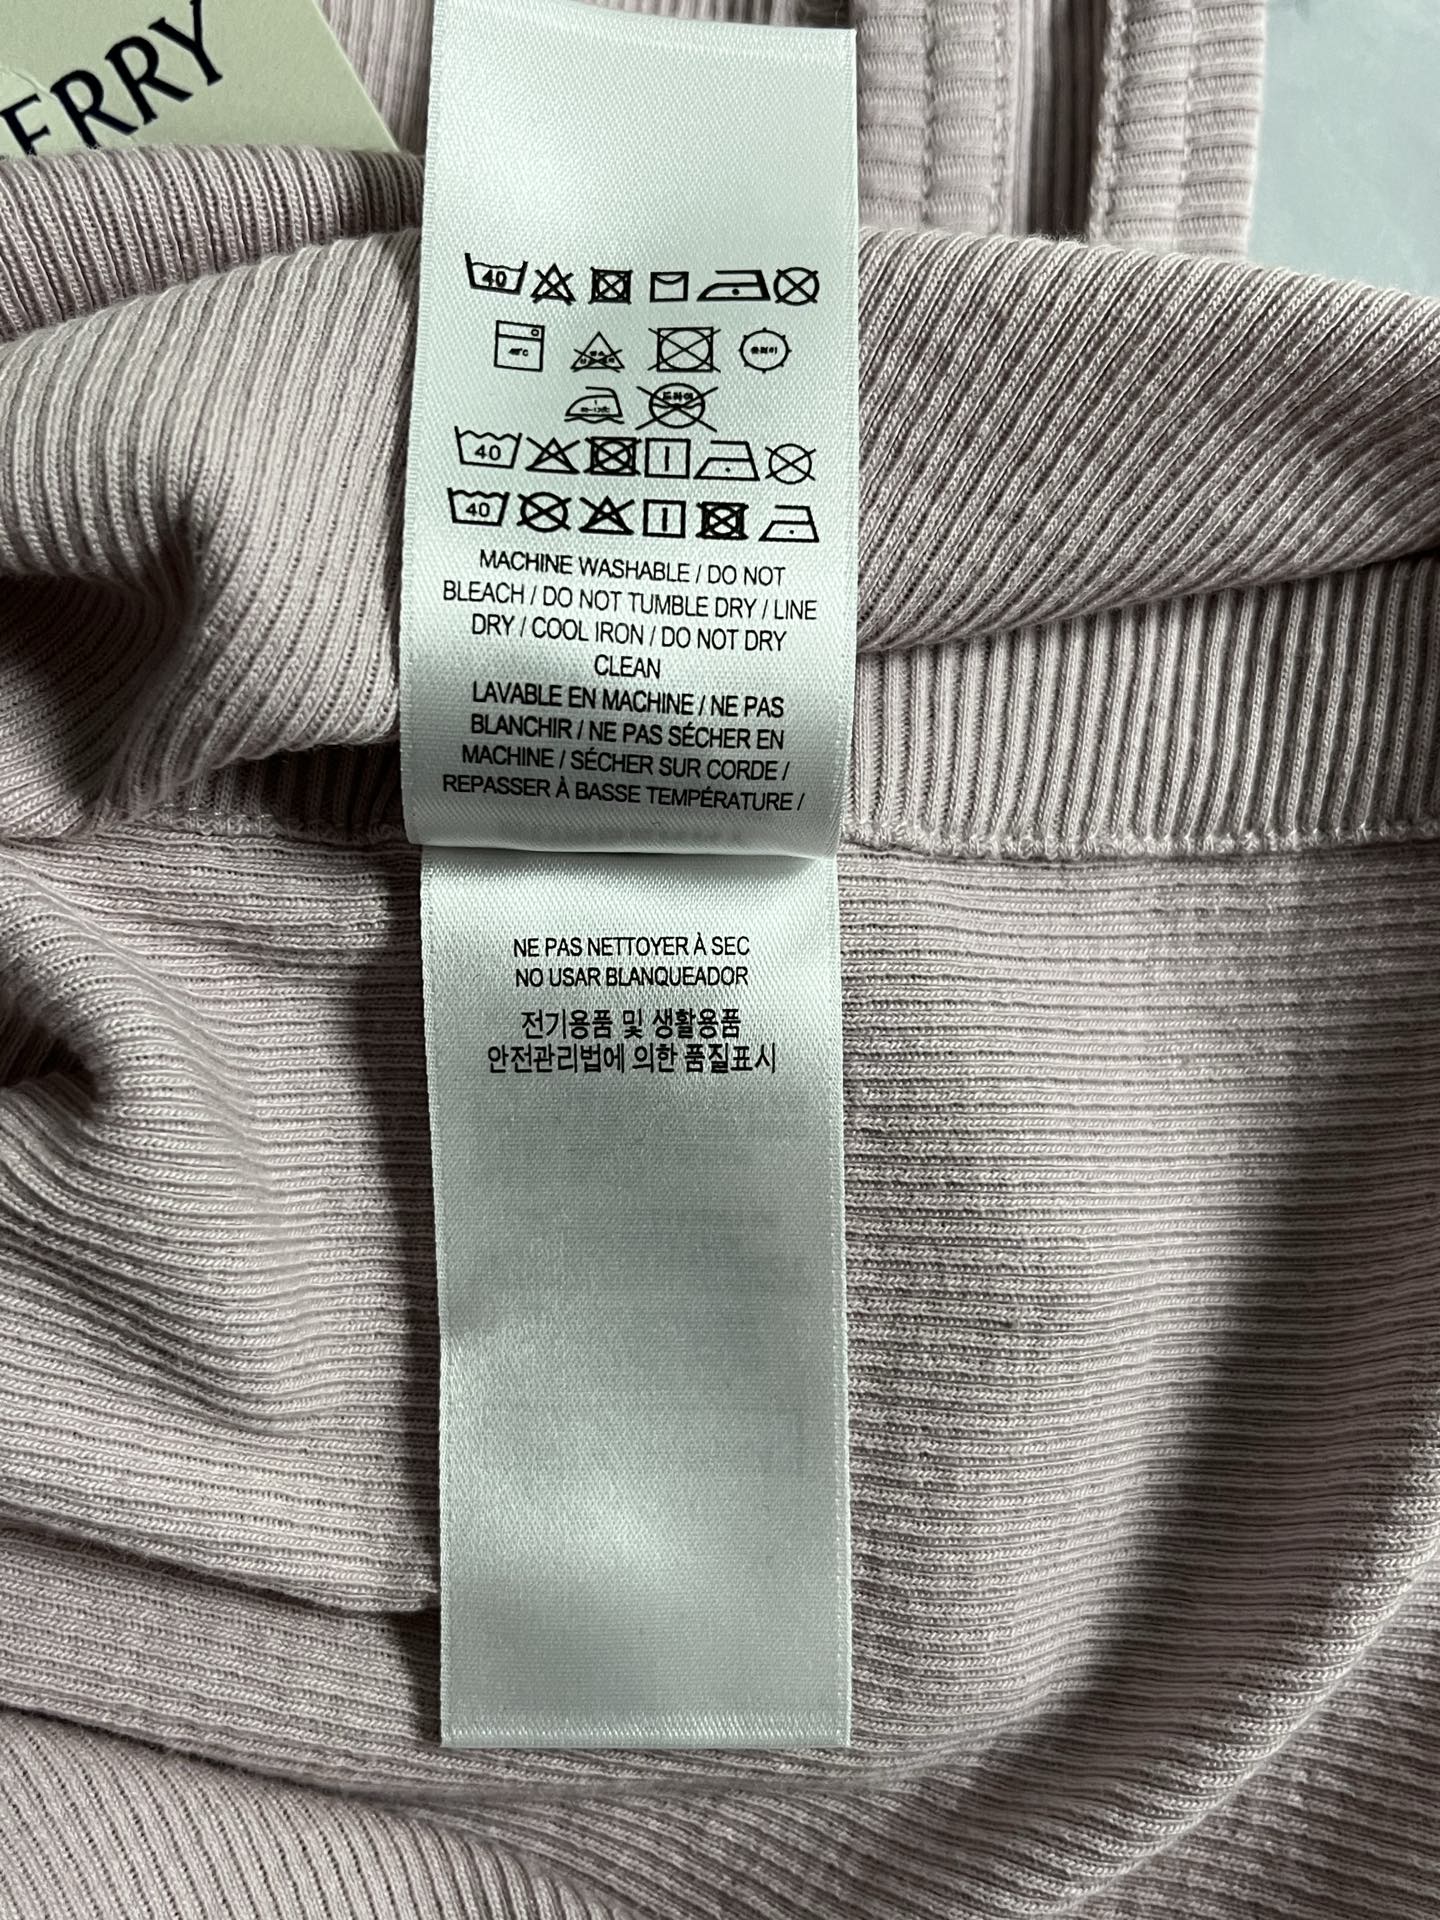 ERRY
40
40
40
MACHINE WASHABLE / DO NOT
BLEACH / DO NOT TUMBLE DRY / LINE
DRY / COOL IRON / DO NOT DRY
CLEAN
LAVABLE EN MACHINE / NE PAS
BLANCHIR / NE PAS SÉCHER EN
MACHINE / SÉCHER SUR CORDE /
REPASSER À BASSE TEMPÉRATURE /
NE PAS NETTOYER À SEC
NO USAR BLANQUEADOR
전기용품 및 생활용품
안전관리법에 의한 품질표시